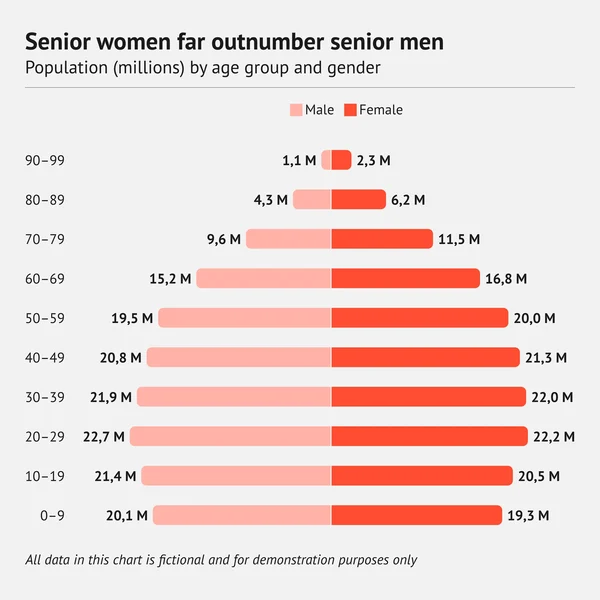 Senior women far outnumber senior men
Population (millions) by age group and gender
Male Female
90–99 1,1 M 2,3 M
80–89 4,3 M 6,2 M
70–79 9,6 M 11,5 M
60–69 15,2 M 16,8 M
50–59 19,5 M 20,0 M
40–49 20,8 M 21,3 M
30–39 21,9 M 22,0 M
20–29 22,7 M 22,2 M
10–19 21,4 M 20,5 M
0–9 20,1 M 19,3 M
All data in this chart is fictional and for demonstration purposes only